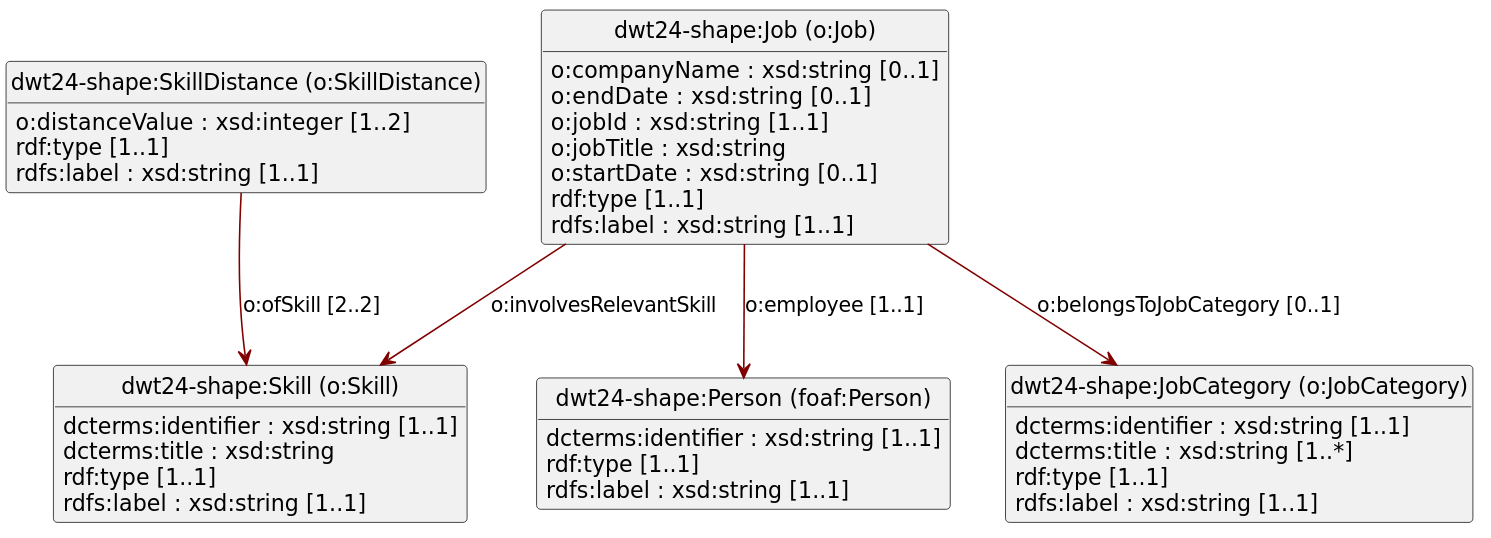 dwt24-shape:Job (o:Job)
o:companyName : xsd:string [0..1]
o:endDate : xsd:string [0..1]
o:jobId : xsd:string [1..1]
o:jobTitle : xsd:string
o:startDate : xsd:string [0..1]
rdf:type [1..1]
rdfs:label : xsd:string [1..1]
dwt24-shape:SkillDistance (o:SkillDistance)
o:distanceValue : xsd:integer [1..2]
rdf:type [1..1]
rdfs:label : xsd:string [1..1]
o:ofSkill [2..2]
o:involvesRelevantSkill
o:employee [1..1]
o:belongsToJobCategory [0..1]
dwt24-shape:Skill (o:Skill)
dcterms:identifier : xsd:string [1..1]
dcterms:title : xsd:string
rdf:type [1..1]
rdfs:label : xsd:string [1..1]
dwt24-shape:Person (foaf:Person)
dcterms:identifier : xsd:string [1..1]
rdf:type [1..1]
rdfs:label : xsd:string [1..1]
dwt24-shape:JobCategory (o:JobCategory)
dcterms:identifier : xsd:string [1..1]
dcterms:title : xsd:string [1..*]
rdf:type [1..1]
rdfs:label : xsd:string [1..1]